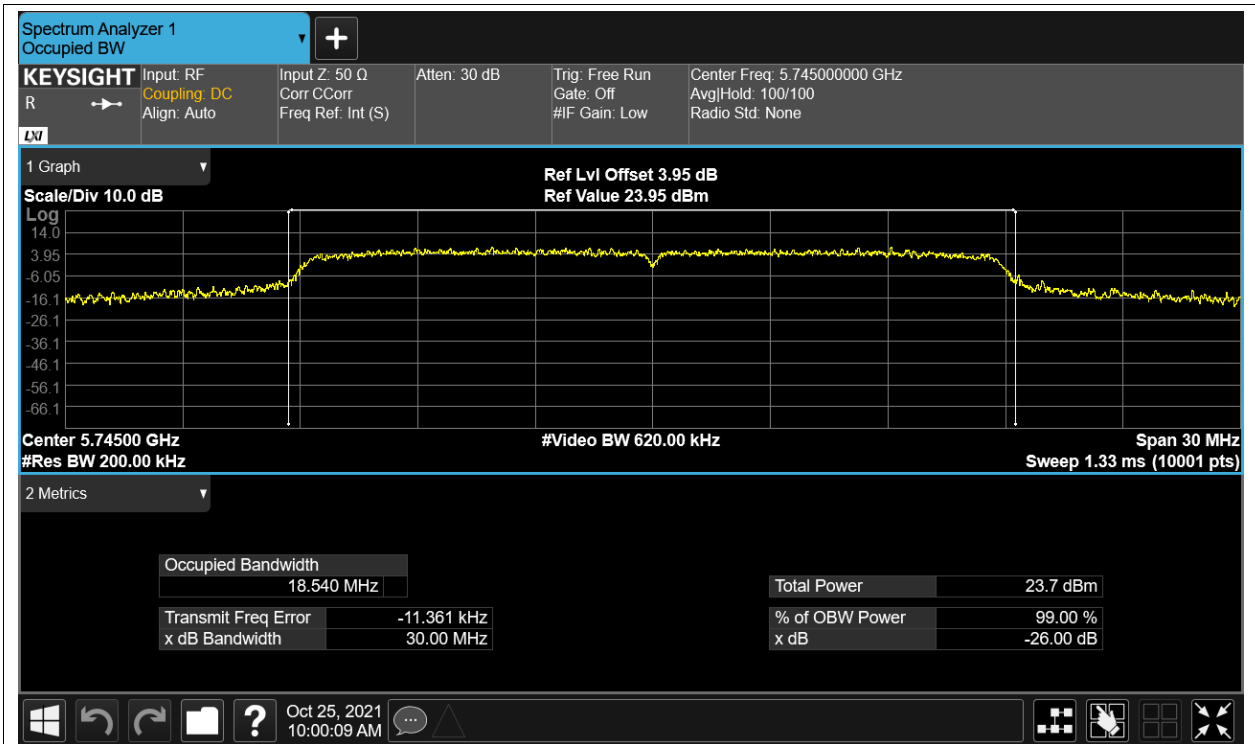 Spectrum Analyzer 1
Occupied BW
KEYSIGHT
R
LXI
Input: RF
Coupling: DC
Align: Auto
Input Z: 50 Ω
Corr CCorr
Freq Ref: Int (S)
Atten: 30 dB
Trig: Free Run
Gate: Off
#IF Gain: Low
Center Freq: 5.745000000 GHz
Avg|Hold: 100/100
Radio Std: None
1 Graph
Scale/Div 10.0 dB
Ref Lvl Offset 3.95 dB
Ref Value 23.95 dBm
Log
14.0
3.95
-6.05
-16.1
-26.1
-36.1
-46.1
-56.1
-66.1
Center 5.74500 GHz
#Video BW 620.00 kHz
Span 30 MHz
#Res BW 200.00 kHz
Sweep 1.33 ms (10001 pts)
2 Metrics
Occupied Bandwidth
18.540 MHz
Total Power 23.7 dBm
Transmit Freq Error -11.361 kHz
% of OBW Power 99.00 %
x dB Bandwidth 30.00 MHz
x dB -26.00 dB
?
Oct 25, 2021
10:00:09 AM